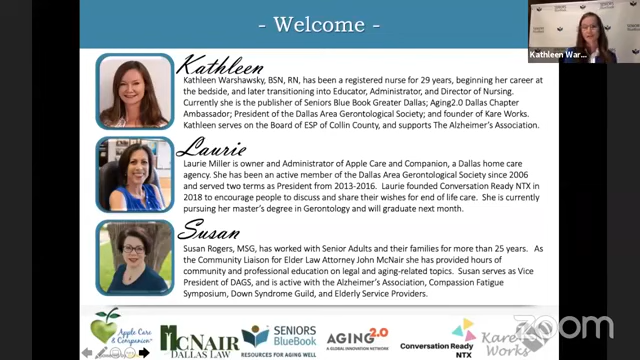 - Welcome -
Kathleen War...
Kathleen
Kathleen Warshawsky, BSN, RN, has been a registered nurse for 29 years, beginning her career at
the bedside, and later transitioning into Educator, Administrator, and Director of Nursing.
Currently she is the publisher of Seniors Blue Book Greater Dallas; Aging2.0 Dallas Chapter
Ambassador; President of the Dallas Area Gerontological Society; and founder of Kare Works.
Kathleen serves on the Board of ESP of Collin County, and supports The Alzheimer's Association.
Laurie
Laurie Miller is owner and Administrator of Apple Care and Companion, a Dallas home care
agency. She has been an active member of the Dallas Area Gerontological Society since 2006
and served two terms as President from 2013-2016. Laurie founded Conversation Ready NTX in
2018 to encourage people to discuss and share their wishes for end of life care. She is currently
pursuing her master's degree in Gerontology and will graduate next month.
Susan
Susan Rogers, MSG, has worked with Senior Adults and their families for more than 25 years. As
the Community Liaison for Elder Law Attorney John McNair she has provided hours of
community and professional education on legal and aging-related topics. Susan serves as Vice
President of DAGS, and is active with the Alzheimer's Association, Compassion Fatigue
Symposium, Down Syndrome Guild, and Elderly Service Providers.
Apple Care
& Companion
MCNAIR
DALLAS LAW
SENIORS
BLUEBOOK
RESOURCES FOR AGING WELL
AGING2.0
A GLOBAL INNOVATION NETWORK
Conversation Ready
NTX
Kare
Works
zoom